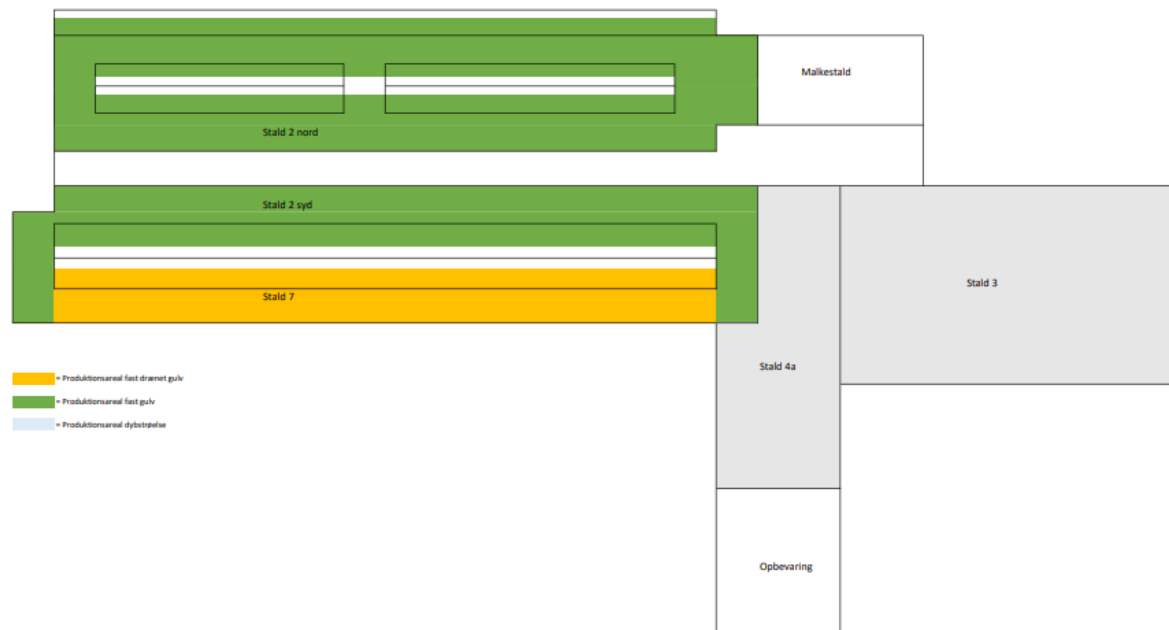 Malkestald
Stald 2 nord
Stald 2 syd
Stald 3
Stald 7
Stald 4a
= Produktionsareal fast drænet gulv
= Produktionsareal fast gulv
= Produktionsareal dybstrøelse
Opbevaring